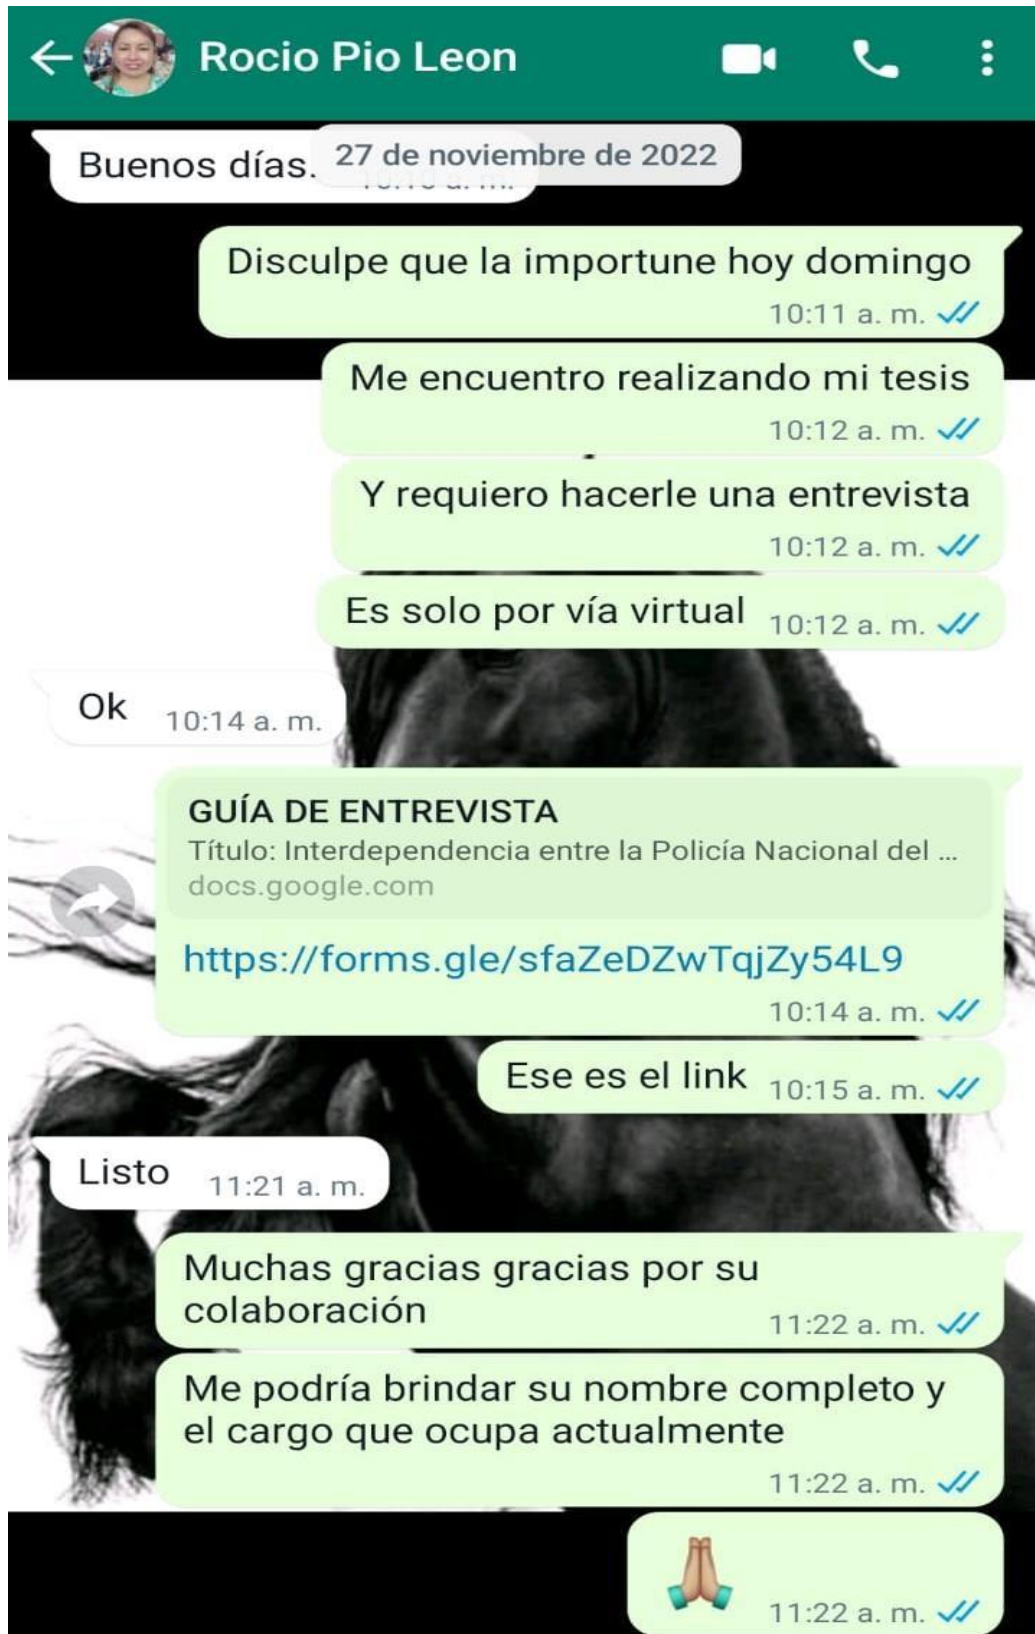 Rocio Pio Leon
27 de noviembre de 2022
Buenos días.
10:10 a. m.
Disculpe que la importune hoy domingo
10:11 a. m.
Me encuentro realizando mi tesis
10:12 a. m.
Y requiero hacerle una entrevista
10:12 a. m.
Es solo por vía virtual 10:12 a. m.
Ok 10:14 a. m.
GUÍA DE ENTREVISTA
Título: Interdependencia entre la Policía Nacional del ...
docs.google.com
https://forms.gle/sfaZeDZwTqjZy54L9
10:14 a. m.
Ese es el link 10:15 a. m.
Listo 11:21 a. m.
Muchas gracias gracias por su
colaboración 11:22 a. m.
Me podría brindar su nombre completo y
el cargo que ocupa actualmente
11:22 a. m.
11:22 a. m.